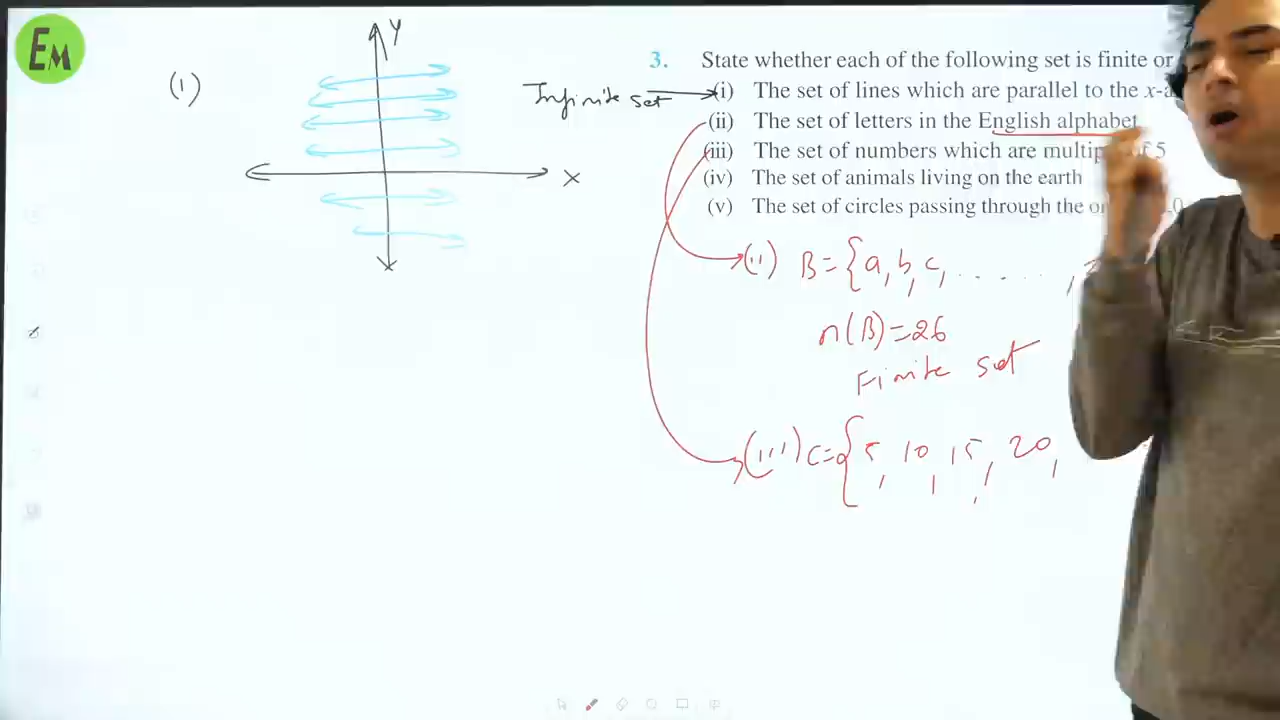 EM
(i)
Y
X
Infinite set
3. State whether each of the following set is finite or
(i) The set of lines which are parallel to the x-a
(ii) The set of letters in the English alphabet
(iii) The set of numbers which are multip 5
(iv) The set of animals living on the earth
(v) The set of circles passing through the
(ii) B={a, b, c, . . . . . . ,
n(B)=26
Finite set
(iii) C={5, 10, 15, 20,